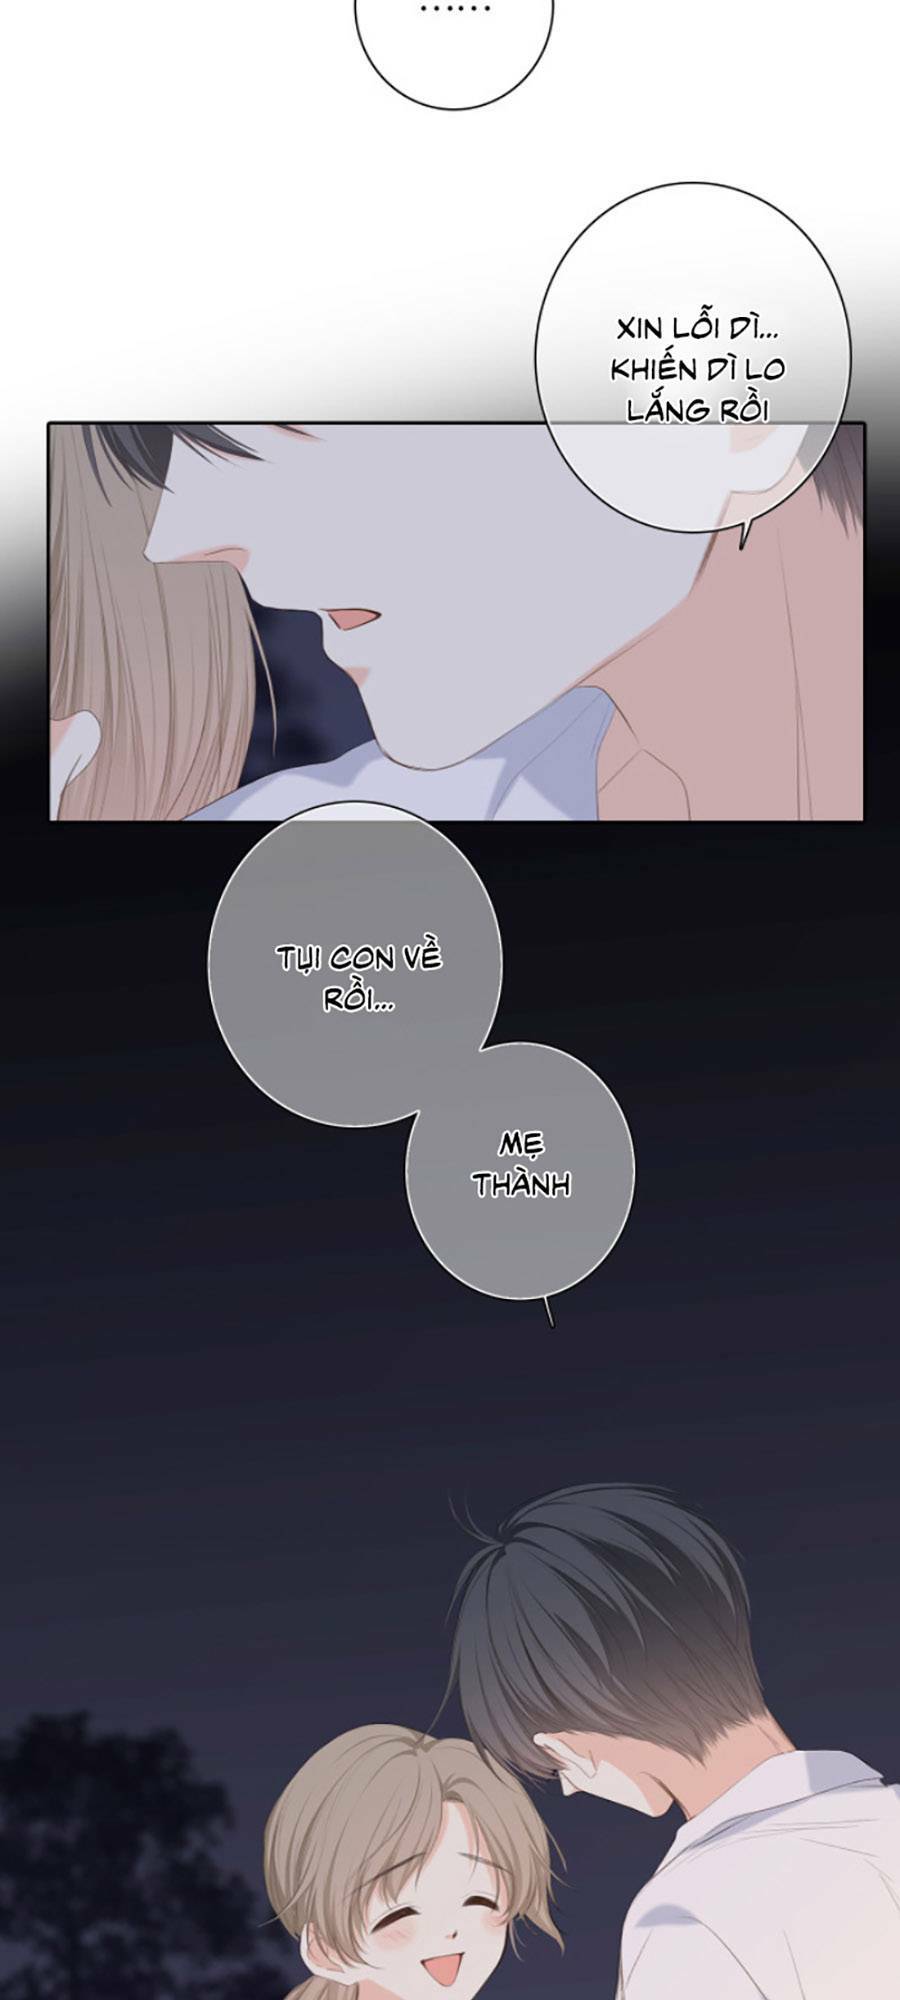 ......
XIN LỖI DÌ...
KHIẾN DÌ LO
LẮNG RỒI
TỤI CON VỀ
RỒI...
MẸ
THÀNH